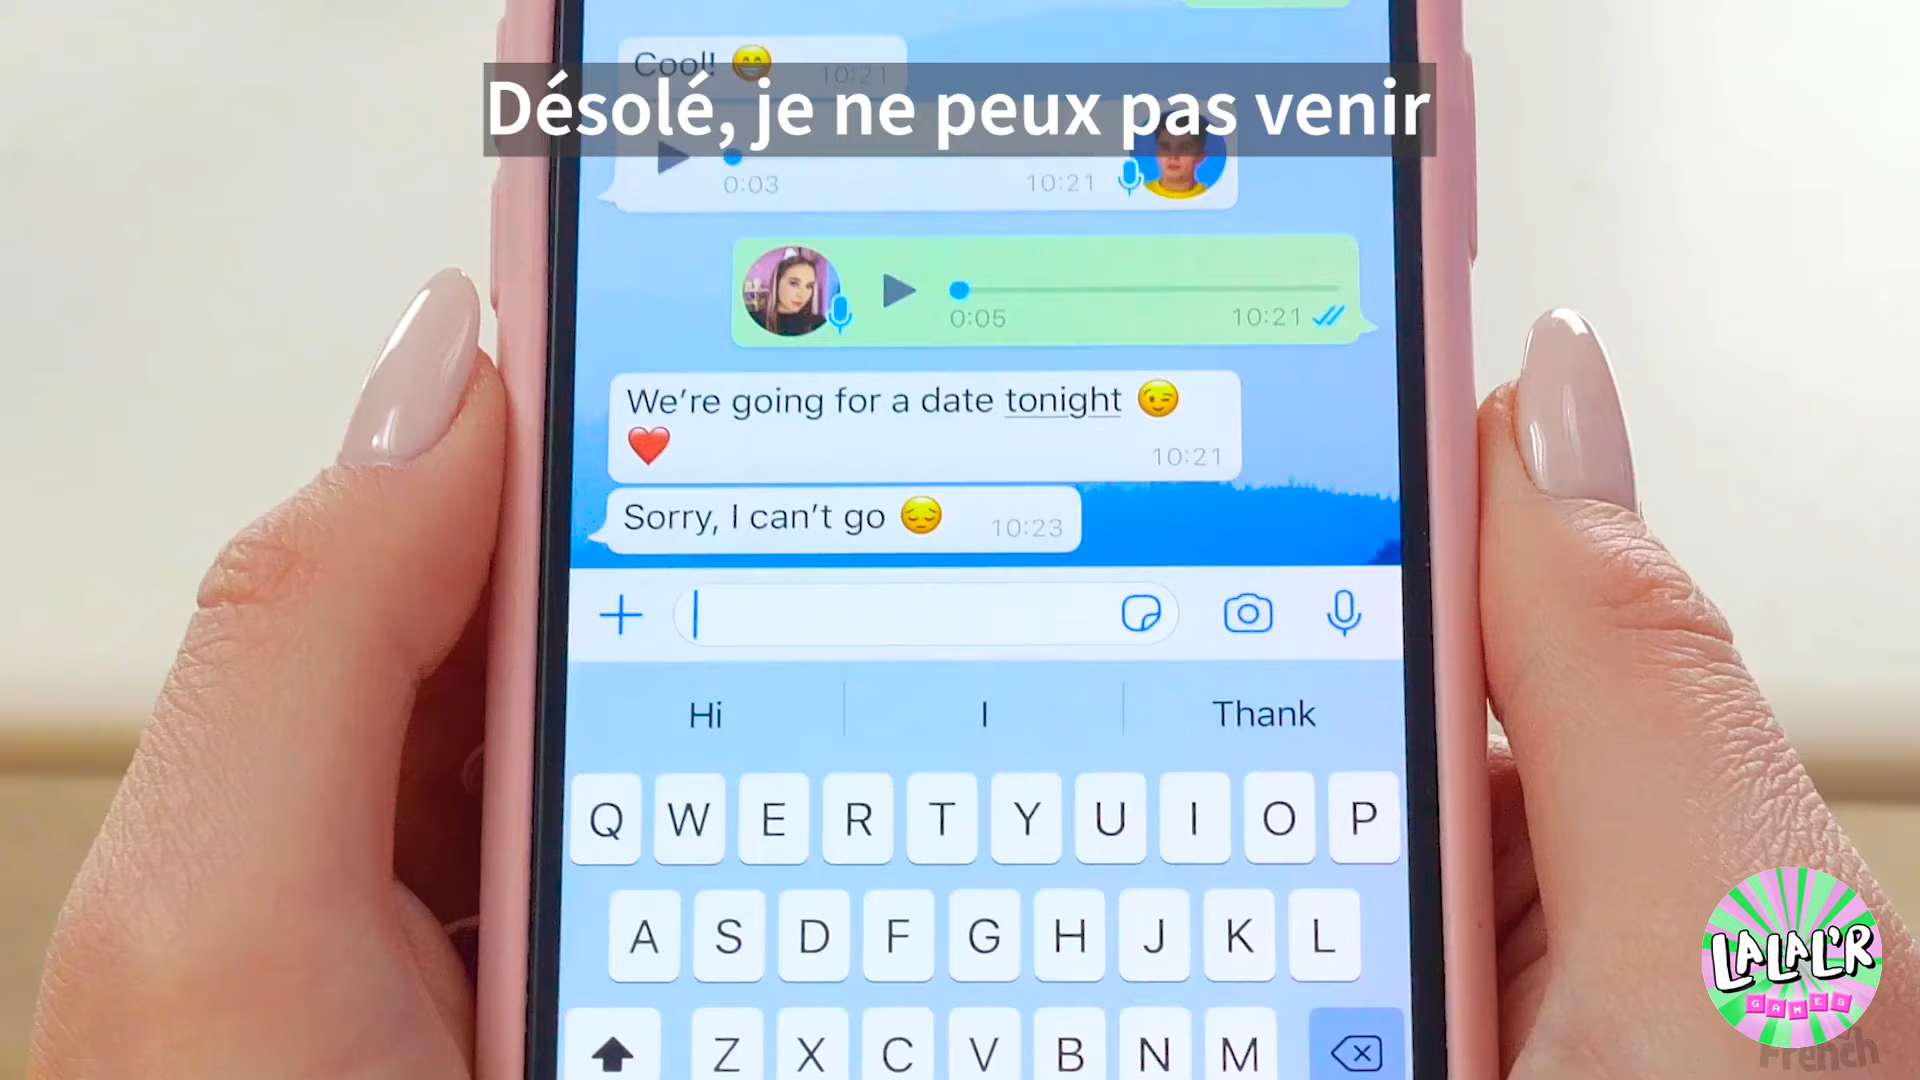 Cool! 😁 10:21
Désolé, je ne peux pas venir
0:03 10:21
0:05 10:21
We're going for a date tonight 😉
❤️ 10:21
Sorry, I can't go 😔 10:23
Hi I Thank
Q W E R T Y U I O P
A S D F G H J K L
Z X C V B N M
LALAL'R
GAMES
French